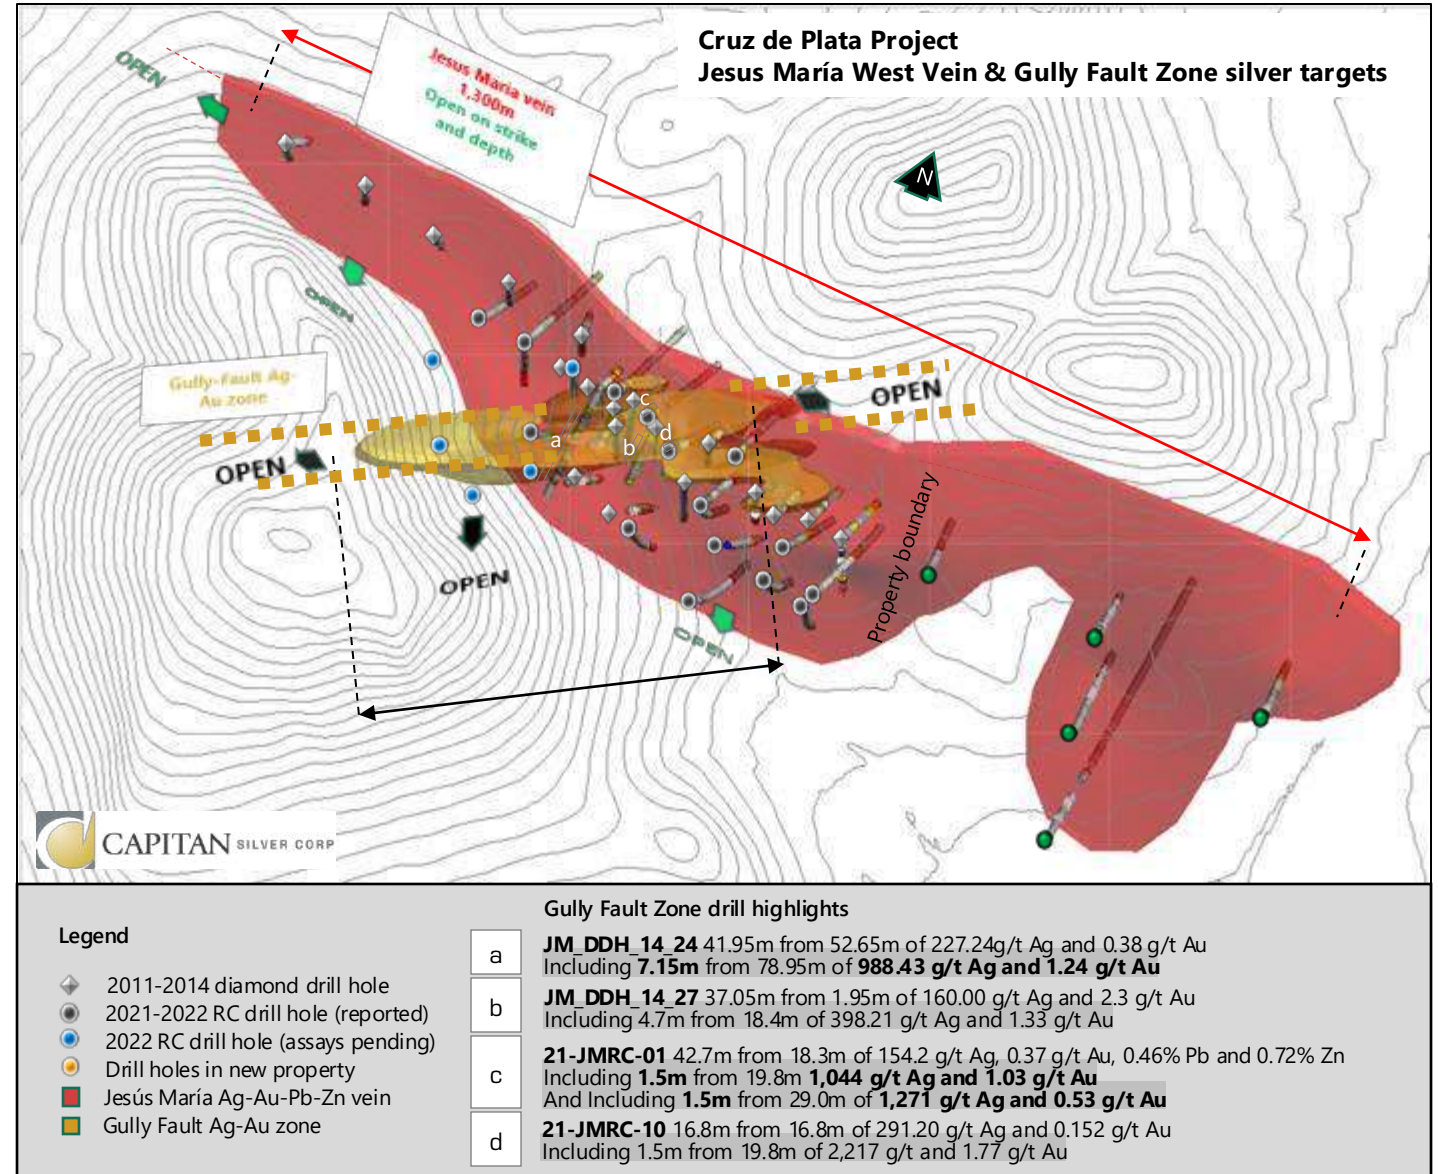 Cruz de Plata Project
Jesus María West Vein & Gully Fault Zone silver targets
OPEN
Jesus Maria vein
1,300m
Open on strike
and depth
N
OPEN
Gully-Fault Ag-
Au zone
OPEN
OPEN
c
a
b
d
OPEN
OPEN
Property boundary
CAPITAN SILVER CORP
Legend
2011-2014 diamond drill hole
2021-2022 RC drill hole (reported)
2022 RC drill hole (assays pending)
Drill holes in new property
Jesús María Ag-Au-Pb-Zn vein
Gully Fault Ag-Au zone
Gully Fault Zone drill highlights
a
JM_DDH_14_24 41.95m from 52.65m of 227.24g/t Ag and 0.38 g/t Au
Including 7.15m from 78.95m of 988.43 g/t Ag and 1.24 g/t Au
b
JM_DDH_14_27 37.05m from 1.95m of 160.00 g/t Ag and 2.3 g/t Au
Including 4.7m from 18.4m of 398.21 g/t Ag and 1.33 g/t Au
c
21-JMRC-01 42.7m from 18.3m of 154.2 g/t Ag, 0.37 g/t Au, 0.46% Pb and 0.72% Zn
Including 1.5m from 19.8m 1,044 g/t Ag and 1.03 g/t Au
And Including 1.5m from 29.0m of 1,271 g/t Ag and 0.53 g/t Au
d
21-JMRC-10 16.8m from 16.8m of 291.20 g/t Ag and 0.152 g/t Au
Including 1.5m from 19.8m of 2,217 g/t and 1.77 g/t Au